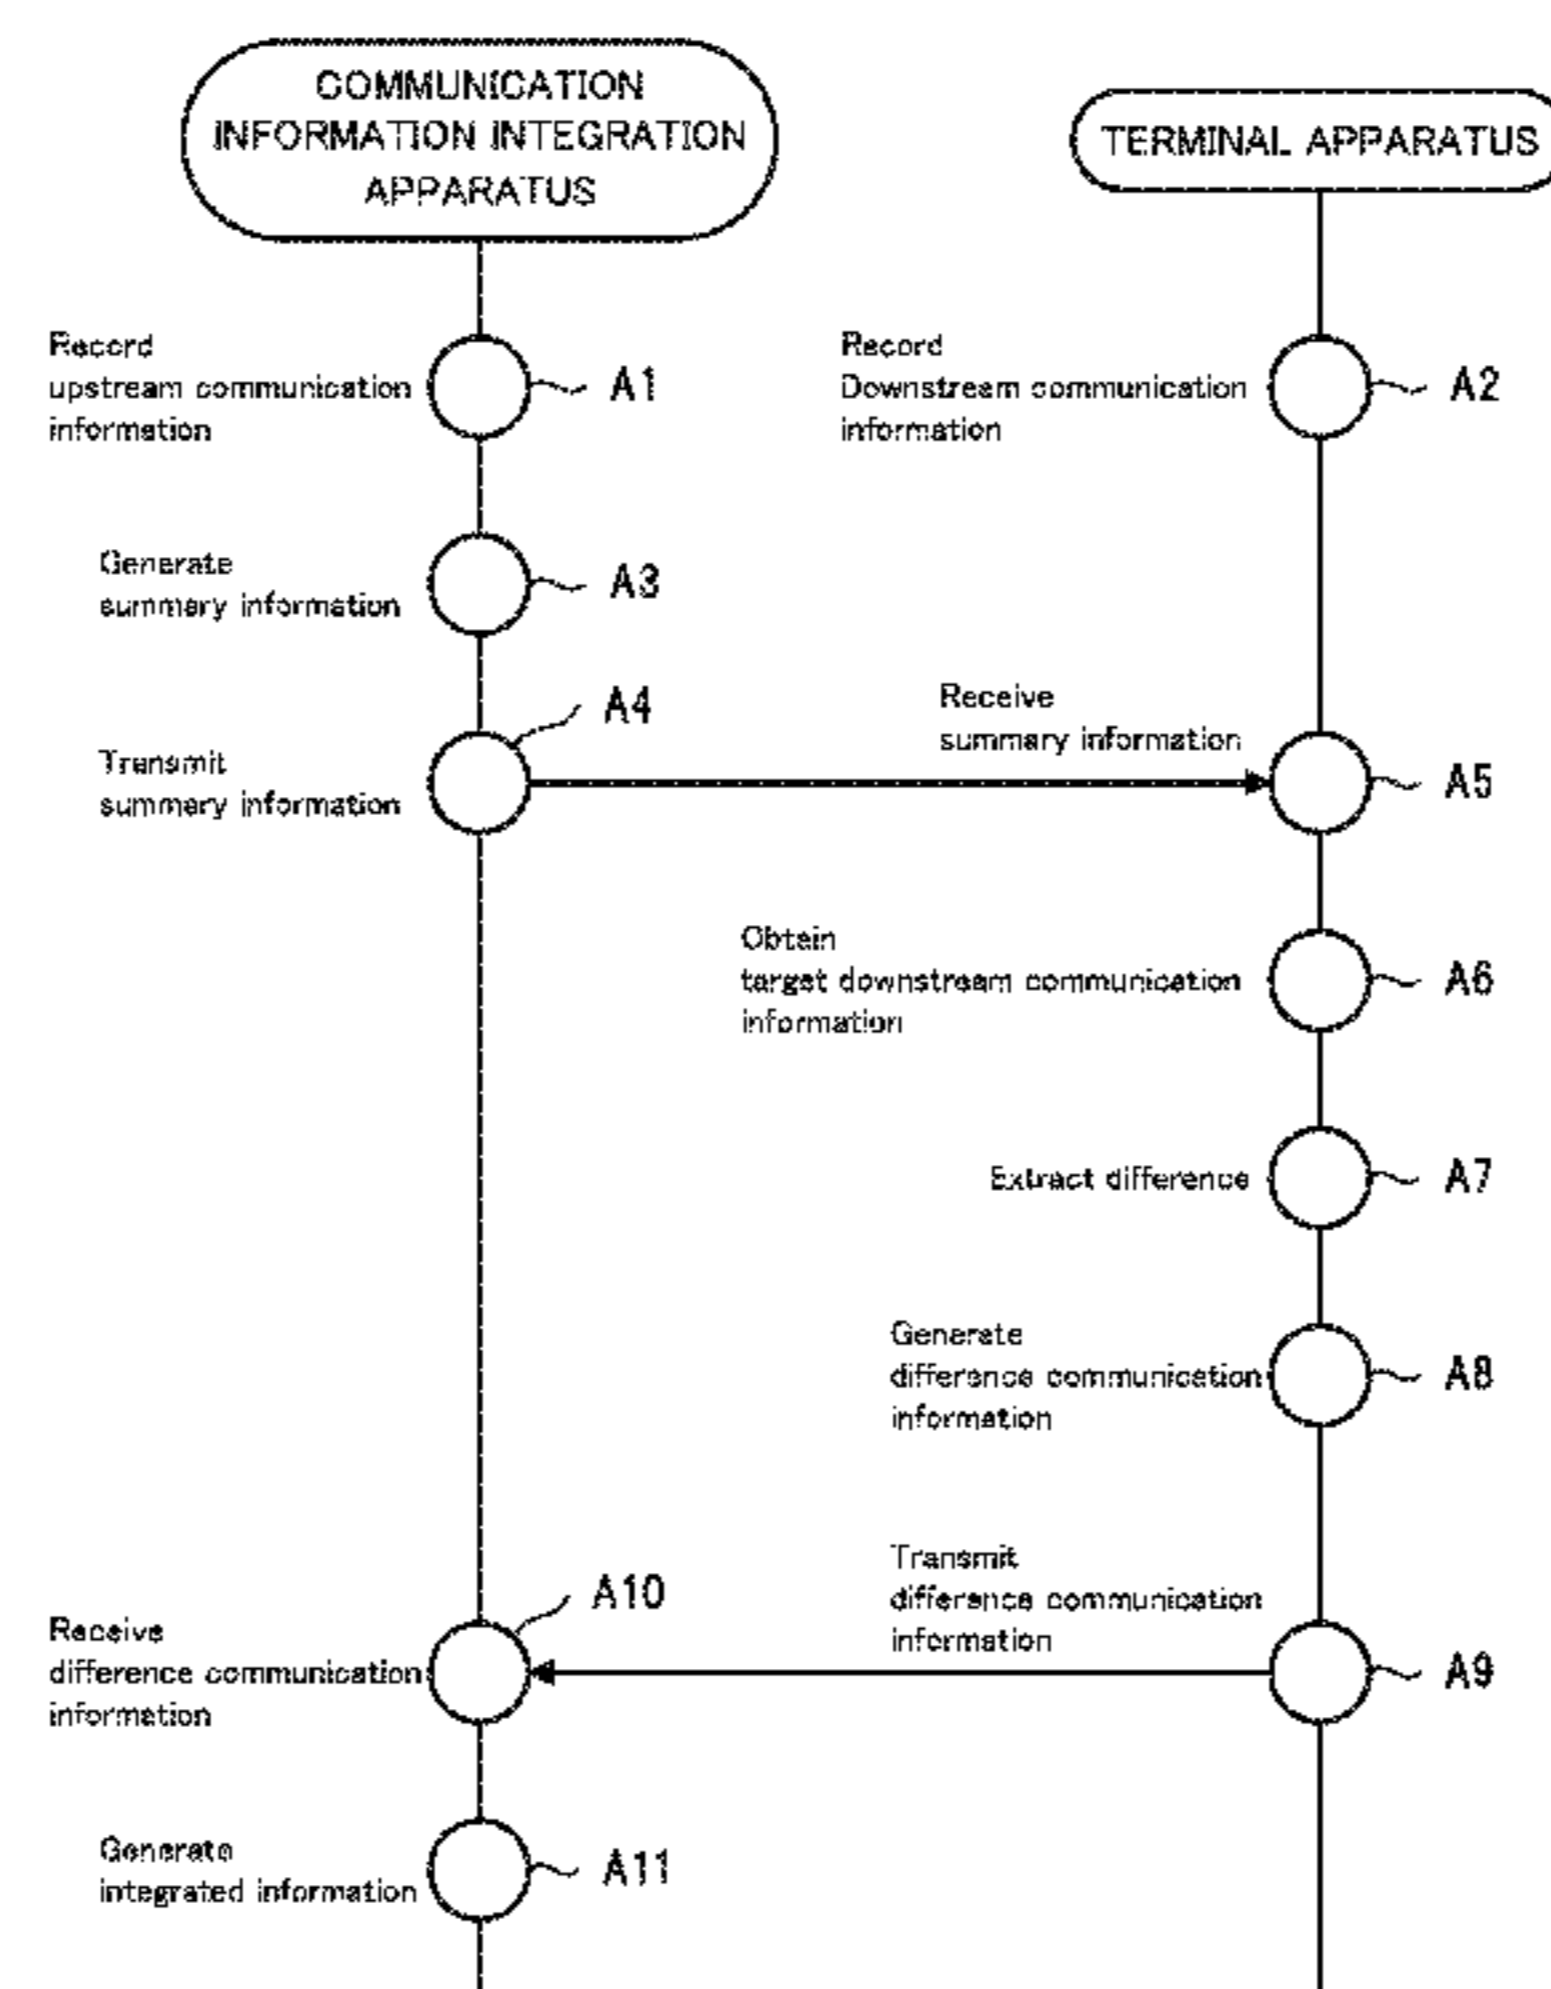 COMMUNICATION
INFORMATION INTEGRATION
APPARATUS
TERMINAL APPARATUS
Record
upstream communication
information
A1
Record
Downstream communication
information
A2
Generate
summary information
A3
A4
Transmit
summary information
Receive
summary information
A5
Obtain
target downstream communication
information
A6
Extract difference
A7
Generate
difference communication
information
A8
Transmit
difference communication
information
A9
A10
Receive
difference communication
information
Generate
integrated information
A11